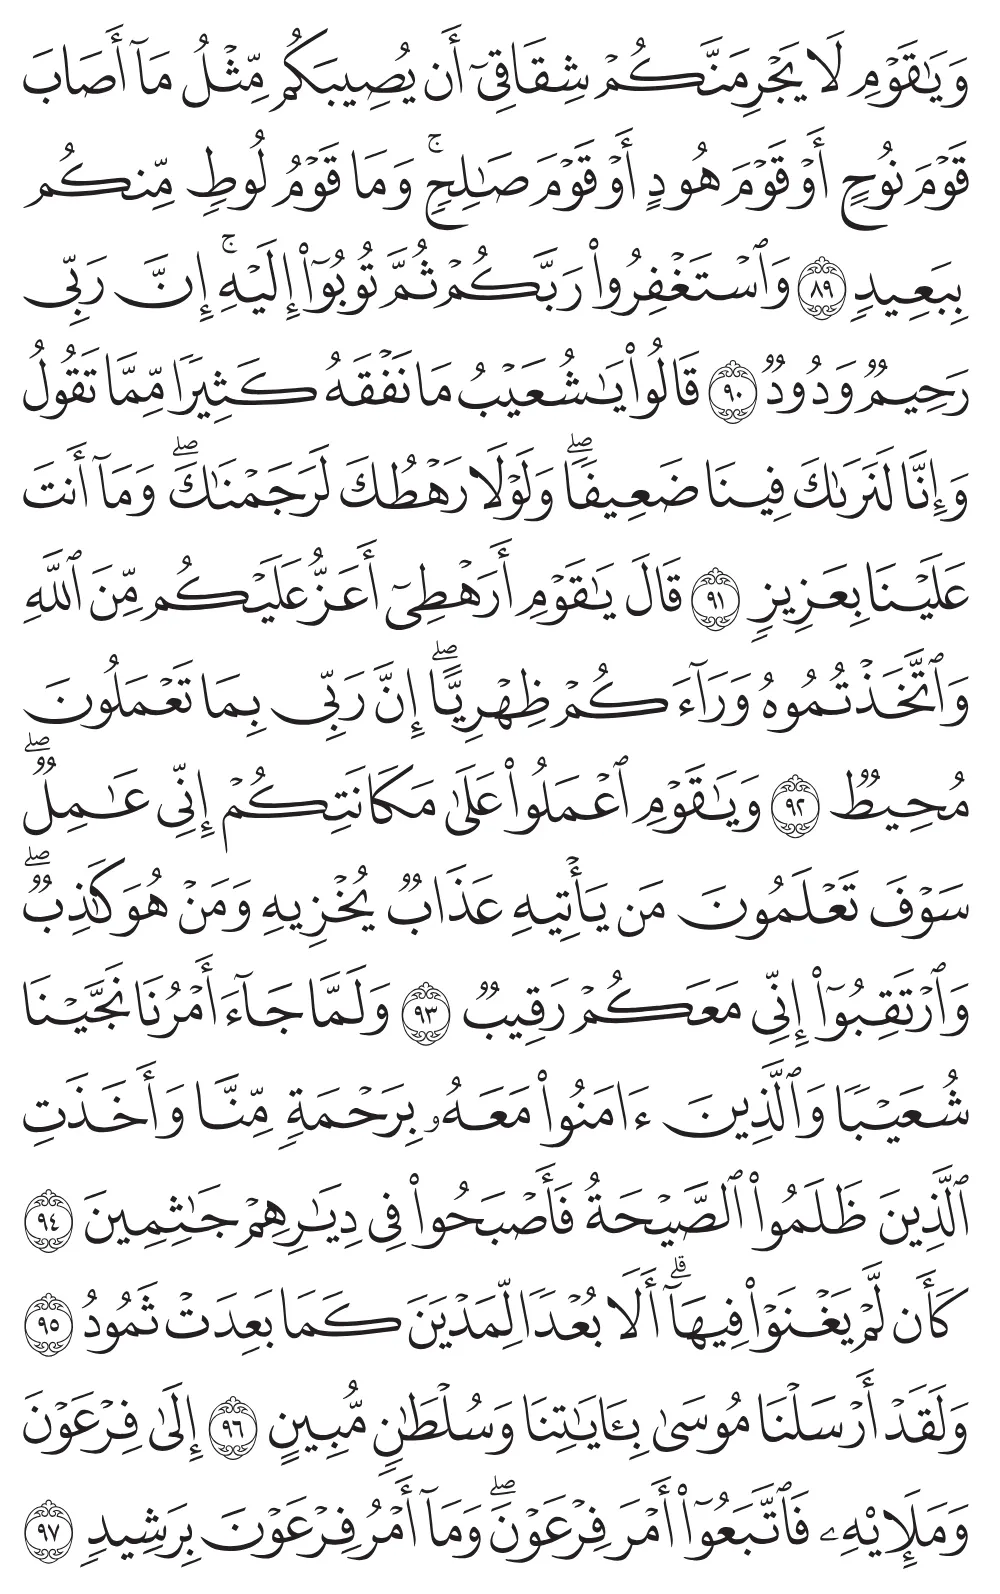 وَيَٰقَوْمِ لَا يَجْرِمَنَّكُمْ شِقَاقِىٓ أَن يُصِيبَكُم مِّثْلُ مَآ أَصَابَ
قَوْمَ نُوحٍ أَوْ قَوْمَ هُودٍ أَوْ قَوْمَ صَٰلِحٍۚ وَمَا قَوْمُ لُوطٍ مِّنكُم
بِبَعِيدٍ ٨٩ وَٱسْتَغْفِرُوا۟ رَبَّكُمْ ثُمَّ تُوبُوٓا۟ إِلَيْهِۚ إِنَّ رَبِّى
رَحِيمٌ وَدُودٌ ٩٠ قَالُوا۟ يَٰشُعَيْبُ مَا نَفْقَهُ كَثِيرًا مِّمَّا تَقُولُ
وَإِنَّا لَنَرَىٰكَ فِينَا ضَعِيفًاۖ وَلَوْلَا رَهْطُكَ لَرَجَمْنَٰكَۖ وَمَآ أَنتَ
عَلَيْنَا بِعَزِيزٍ ٩١ قَالَ يَٰقَوْمِ أَرَهْطِىٓ أَعَزُّ عَلَيْكُم مِّنَ ٱللَّهِ
وَٱتَّخَذْتُمُوهُ وَرَآءَكُمْ ظِهْرِيًّاۖ إِنَّ رَبِّى بِمَا تَعْمَلُونَ
مُحِيطٌ ٩٢ وَيَٰقَوْمِ ٱعْمَلُوا۟ عَلَىٰ مَكَانَتِكُمْ إِنِّى عَٰمِلٌۖ
سَوْفَ تَعْلَمُونَ مَن يَأْتِيهِ عَذَابٌ يُخْزِيهِ وَمَنْ هُوَ كَٰذِبٌۖ
وَٱرْتَقِبُوٓا۟ إِنِّى مَعَكُمْ رَقِيبٌ ٩٣ وَلَمَّا جَآءَ أَمْرُنَا نَجَّيْنَا
شُعَيْبًا وَٱلَّذِينَ ءَامَنُوا۟ مَعَهُۥ بِرَحْمَةٍ مِّنَّا وَأَخَذَتِ
ٱلَّذِينَ ظَلَمُوا۟ ٱلصَّيْحَةُ فَأَصْبَحُوا۟ فِى دِيَٰرِهِمْ جَٰثِمِينَ ٩٤
كَأَن لَّمْ يَغْنَوْا۟ فِيهَآۗ أَلَا بُعْدًا لِّمَدْيَنَ كَمَا بَعِدَتْ ثَمُودُ ٩٥
وَلَقَدْ أَرْسَلْنَا مُوسَىٰ بِـَٔايَٰتِنَا وَسُلْطَٰنٍ مُّبِينٍ ٩٦ إِلَىٰ فِرْعَوْنَ
وَمَلَإِي۟هِۦ فَٱتَّبَعُوٓا۟ أَمْرَ فِرْعَوْنَۖ وَمَآ أَمْرُ فِرْعَوْنَ بِرَشِيدٍ ٩٧